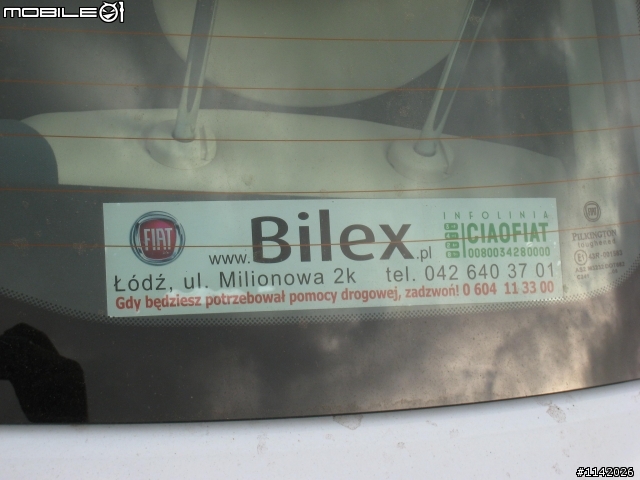 MOBILE01
FIAT
www.Bilex.pl
INFOLINIA
CIAOFIAT
0080034280000
Łódź, ul. Milionowa 2k tel. 042 640 37 01
Gdy będziesz potrzebował pomocy drogowej, zadzwoń! 0 604 11 33 00
PILKINGTON
#1142026